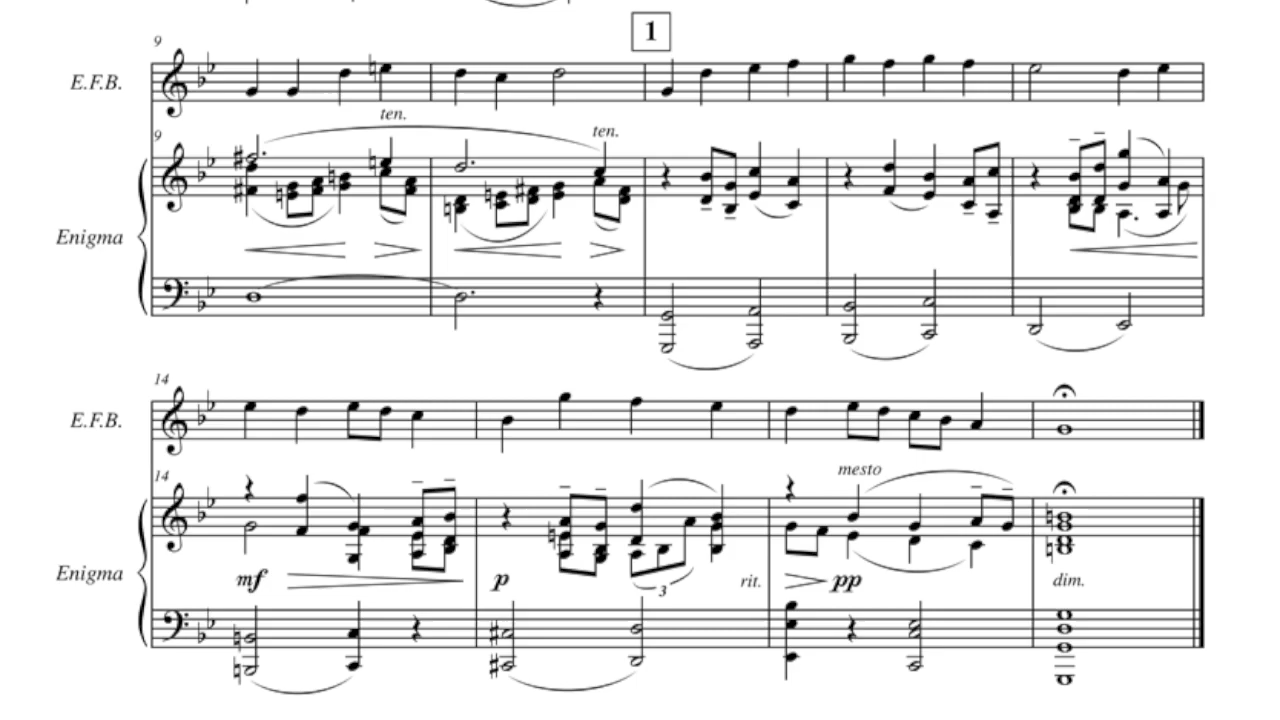 1
9
E.F.B.
9
ten.
ten.
Enigma
14
E.F.B.
14
mesto
Enigma
mf
p
3
rit.
pp
dim.